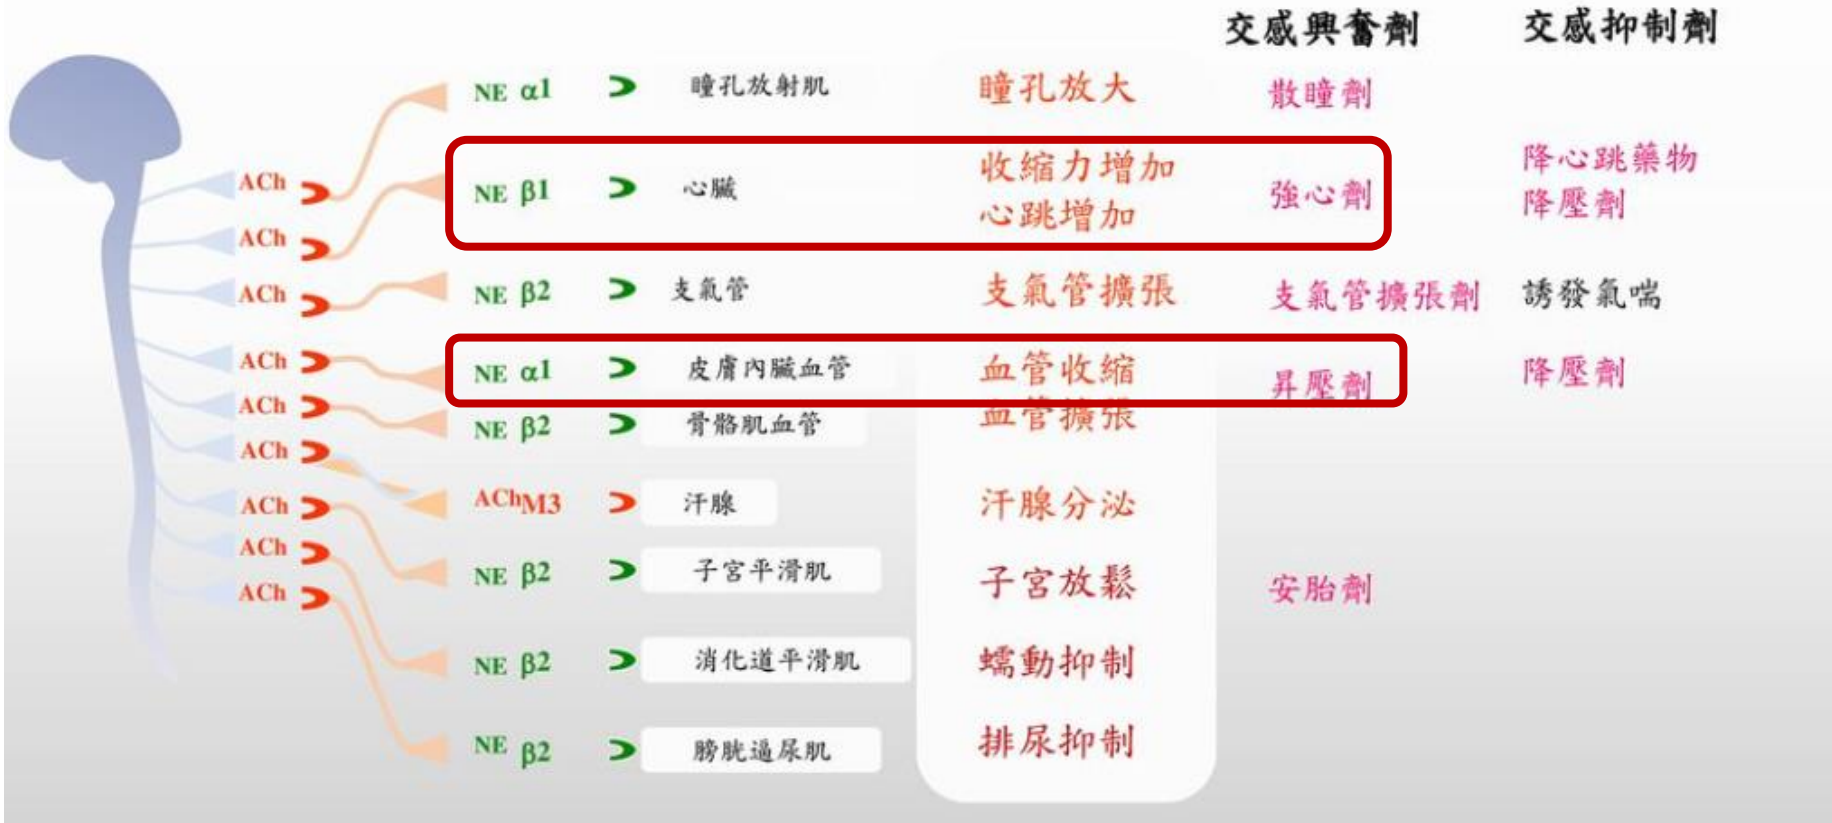 交感興奮劑 交感抑制劑
NE α1 瞳孔放射肌 瞳孔放大 散瞳劑
ACh NE β1 心臟 收縮力增加 強心劑 降心跳藥物
心跳增加 降壓劑
ACh
ACh NE β2 支氣管 支氣管擴張 支氣管擴張劑 誘發氣喘
ACh NE α1 皮膚內臟血管 血管收縮 昇壓劑 降壓劑
ACh NE β2 骨骼肌血管 血管擴張
ACh
ACh AChM3 汗腺 汗腺分泌
ACh NE β2 子宮平滑肌 子宮放鬆 安胎劑
ACh
NE β2 消化道平滑肌 蠕動抑制
NE β2 膀胱逼尿肌 排尿抑制